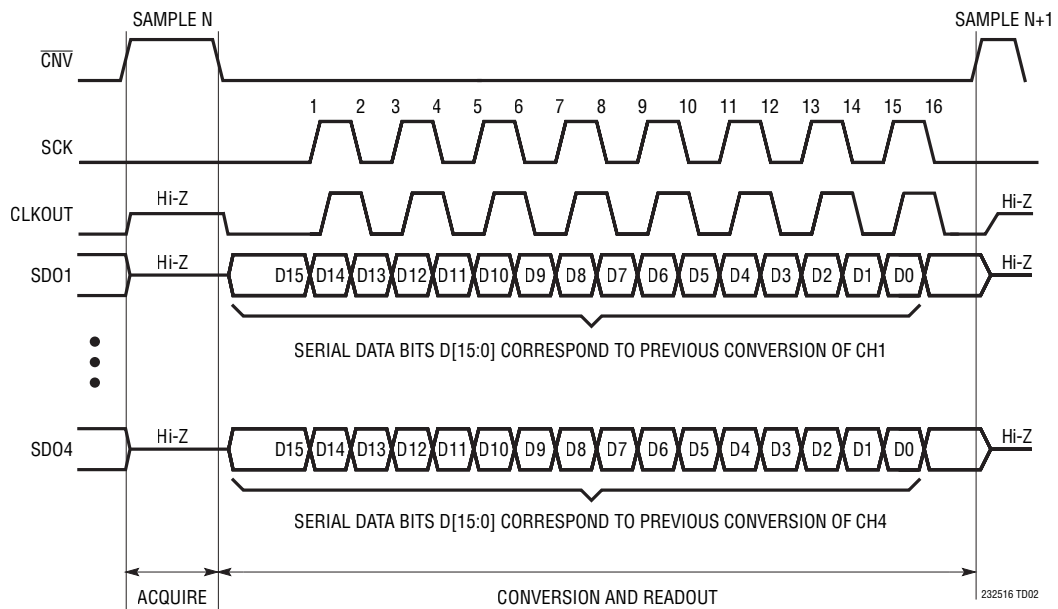 SAMPLE N SAMPLE N+1
CNV
1 2 3 4 5 6 7 8 9 10 11 12 13 14 15 16
SCK
Hi-Z Hi-Z
CLKOUT
SDO1 Hi-Z D15 D14 D13 D12 D11 D10 D9 D8 D7 D6 D5 D4 D3 D2 D1 D0 Hi-Z
SERIAL DATA BITS D[15:0] CORRESPOND TO PREVIOUS CONVERSION OF CH1
SDO4 Hi-Z D15 D14 D13 D12 D11 D10 D9 D8 D7 D6 D5 D4 D3 D2 D1 D0 Hi-Z
SERIAL DATA BITS D[15:0] CORRESPOND TO PREVIOUS CONVERSION OF CH4
ACQUIRE CONVERSION AND READOUT 232516 TD02